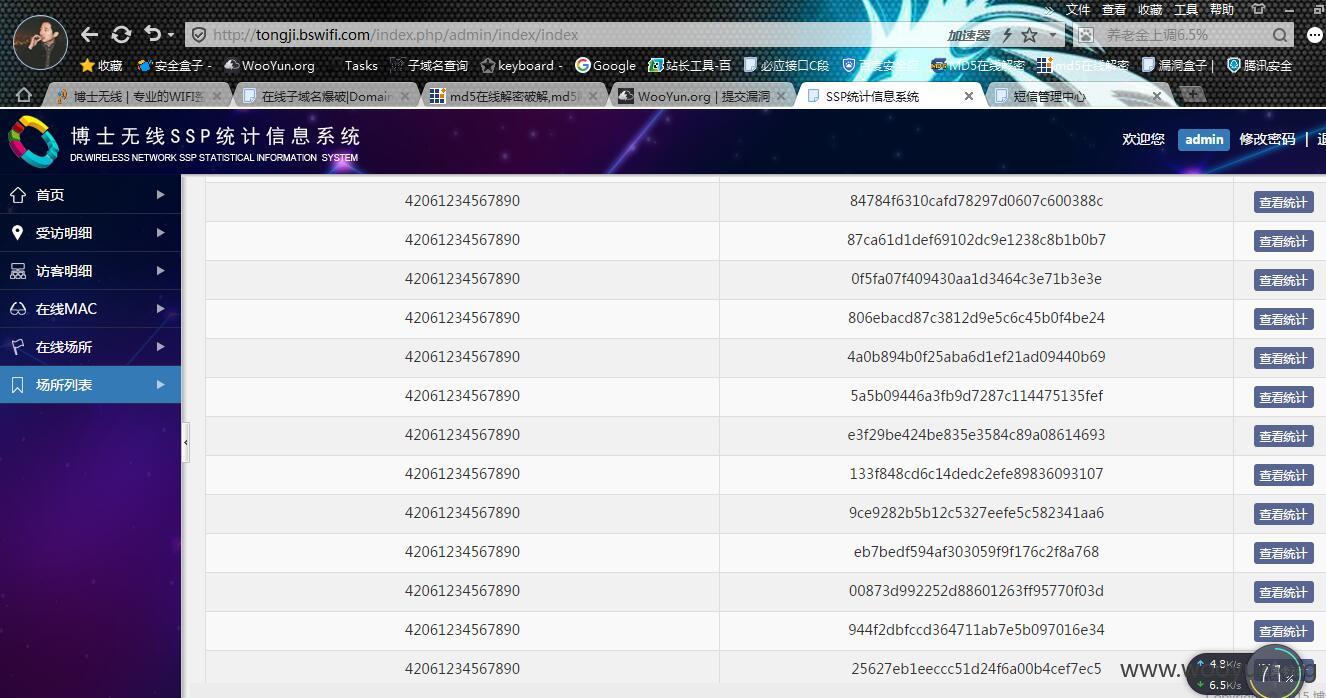 文件 查看 收藏 工具 帮助
http://tongji.bswifi.com/index.php/admin/index/index
加速器
养老金上调6.5%
收藏 安全盒子 WooYun.org Tasks 子域名查询 keyboard Google 站长工具-百 必应接口C段 MD5在线解密 md5在线解密 漏洞盒子 | 腾讯安全
博士无线 | 专业的WIFI 在线子域名爆破|Domain md5在线解密破解,md5 WooYun.org | 提交漏洞 SSP统计信息系统 短信管理中心
博士无线SSP统计信息系统
DR.WIRELESS NETWORK SSP STATISTICAL INFORMATION SYSTEM
欢迎您 admin 修改密码 |
首页
受访明细
访客明细
在线MAC
在线场所
场所列表
42061234567890 84784f6310cafd78297d0607c600388c 查看统计
42061234567890 87ca61d1def69102dc9e1238c8b1b0b7 查看统计
42061234567890 0f5fa07f409430aa1d3464c3e71b3e3e 查看统计
42061234567890 806ebacd87c3812d9e5c6c45b0f4be24 查看统计
42061234567890 4a0b894b0f25aba6d1ef21ad09440b69 查看统计
42061234567890 5a5b09446a3fb9d7287c114475135fef 查看统计
42061234567890 e3f29be424be835e3584c89a08614693 查看统计
42061234567890 133f848cd6c14dedc2efe89836093107 查看统计
42061234567890 9ce9282b5b12c5327eefe5c582341aa6 查看统计
42061234567890 eb7bedf594af303059f9f176c2f8a768 查看统计
42061234567890 00873d992252d88601263ff95770f03d 查看统计
42061234567890 944f2dbfccd364711ab7e5b097016e34 查看统计
42061234567890 25627eb1eeccc51d24f6a00b4cef7ec5
4.8K/s
6.5K/s
71%